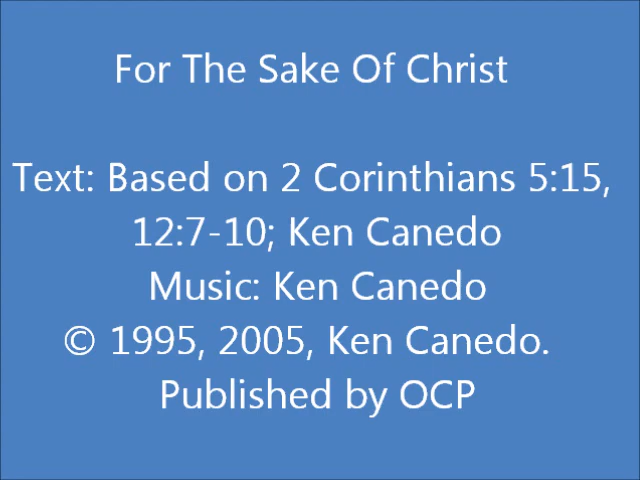 For The Sake Of Christ
Text: Based on 2 Corinthians 5:15,
12:7-10; Ken Canedo
Music: Ken Canedo
© 1995, 2005, Ken Canedo.
Published by OCP